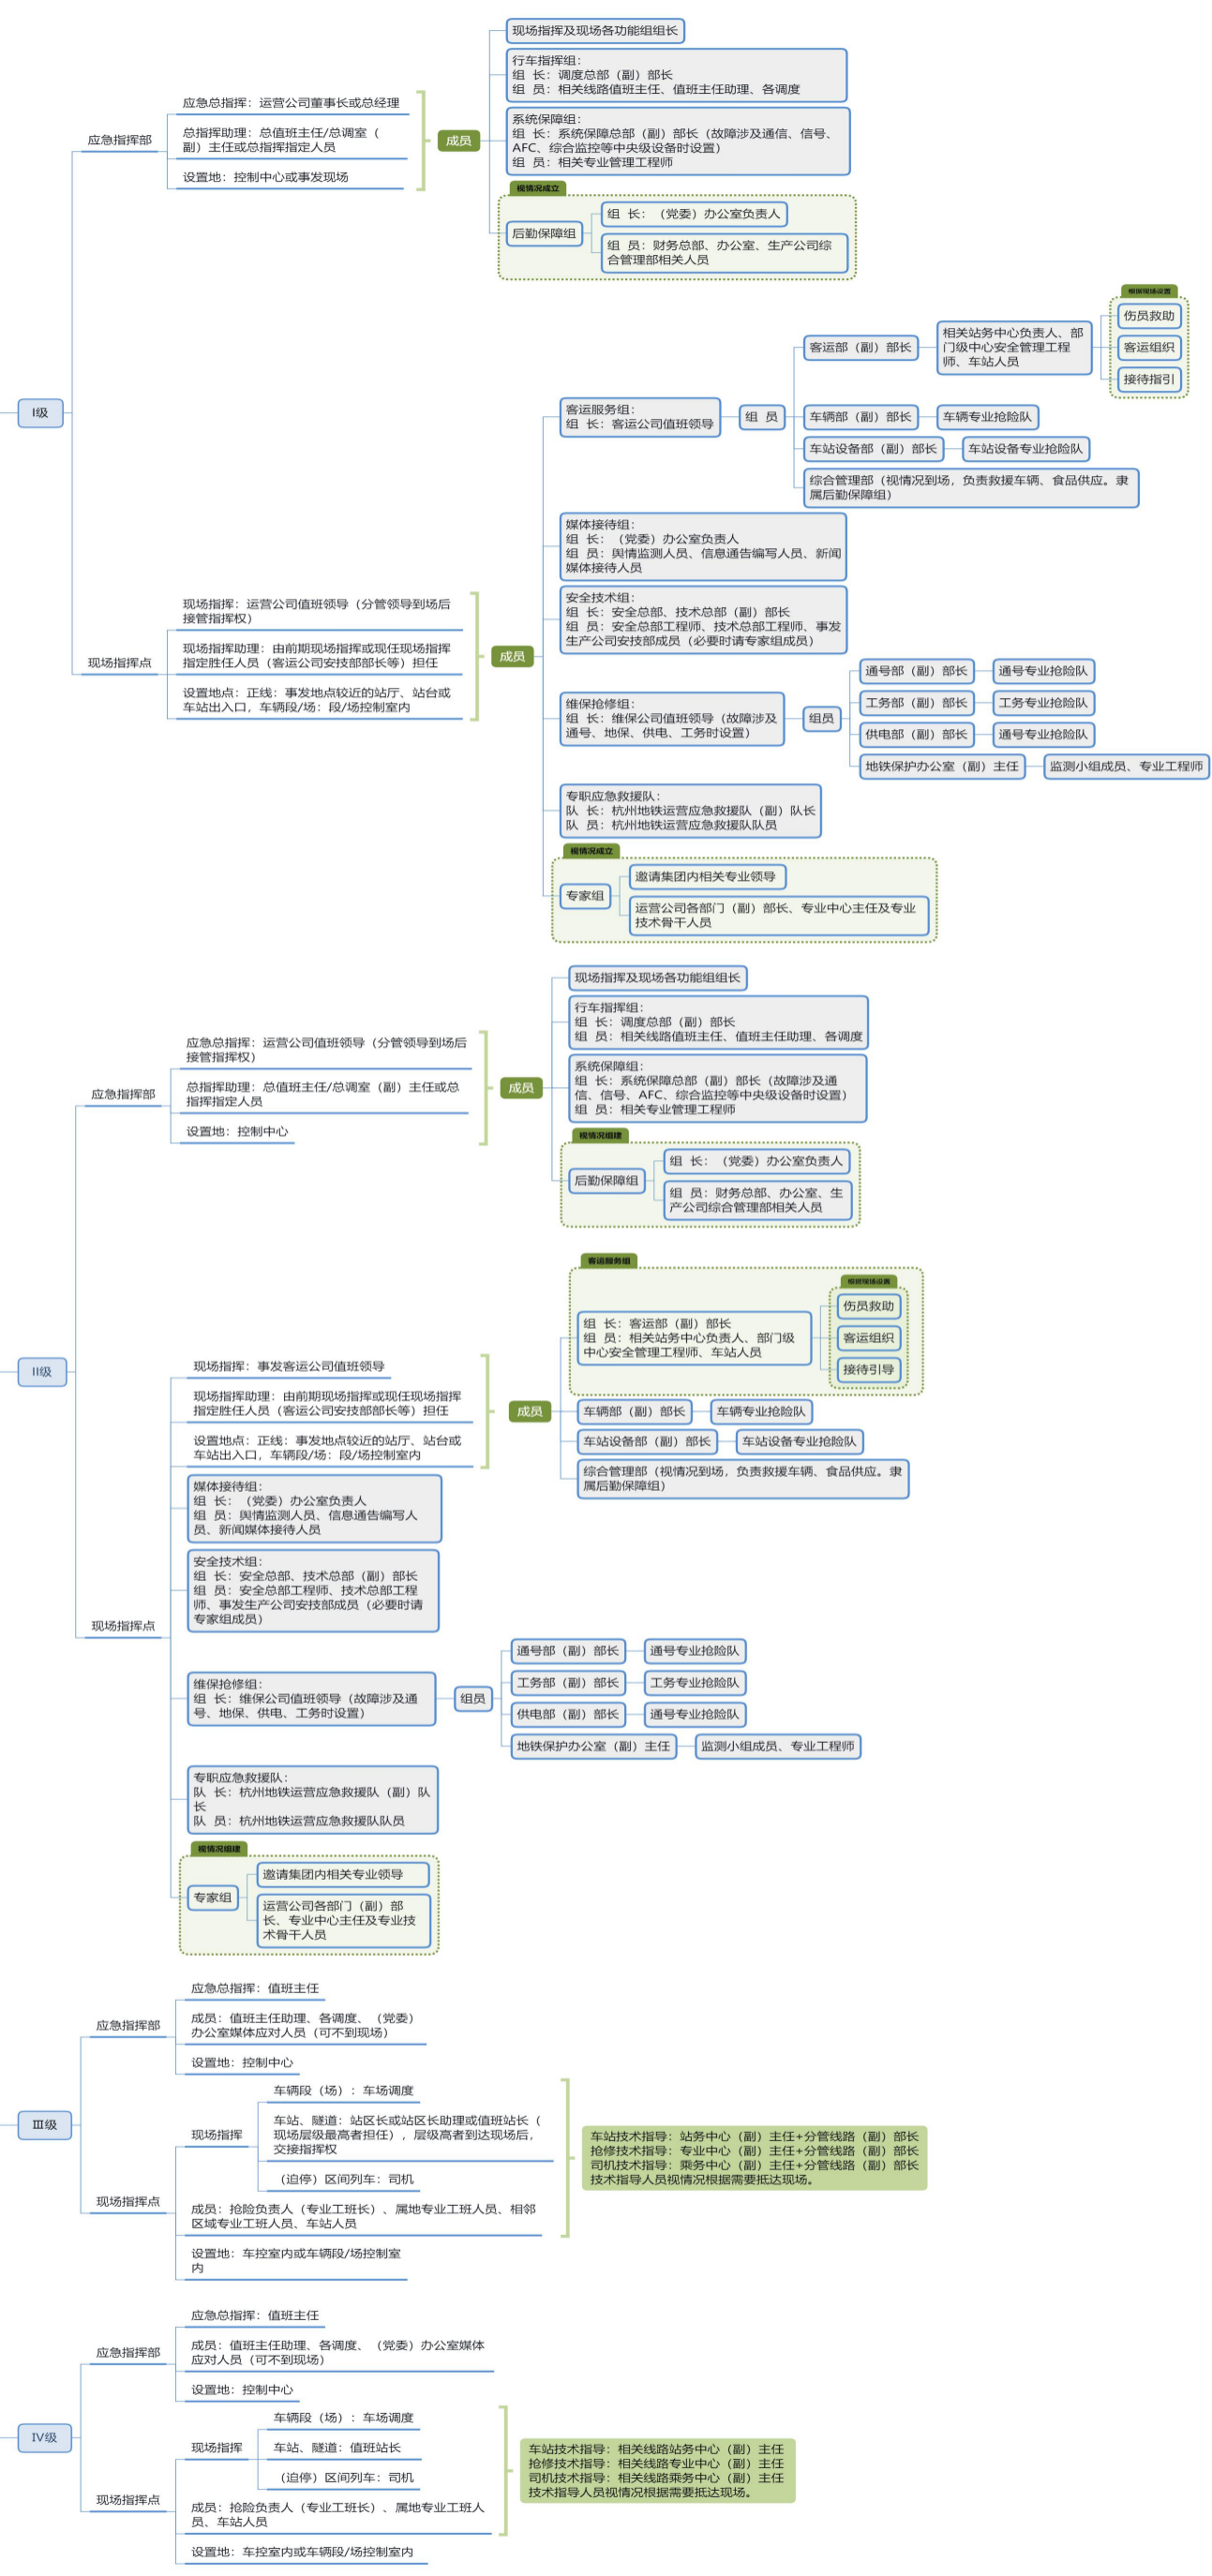 I级
应急指挥部
应急总指挥：运营公司董事长或总经理
总指挥助理：总值班主任/总调室（
副）主任或总指挥指定人员
设置地：控制中心或事发现场
成员
现场指挥及现场各功能组组长
行车指挥组：
组 长：调度总部（副）部长
组 员：相关线路值班主任、值班主任助理、各调度
系统保障组：
组 长：系统保障总部（副）部长（故障涉及通信、信号、
AFC、综合监控等中央级设备时设置）
组 员：相关专业管理工程师
视情况成立
后勤保障组
组 长：（党委）办公室负责人
组 员：财务总部、办公室、生产公司综
合管理部相关人员
现场指挥点
现场指挥：运营公司值班领导（分管领导到场后
接管指挥权）
现场指挥助理：由前期现场指挥或现任现场指挥
指定胜任人员（客运公司安技部部长等）担任
设置地点：正线：事发地点较近的站厅、站台或
车站出入口，车辆段/场：段/场控制室内
成员
客运服务组：
组 长：客运公司值班领导
组 员
客运部（副）部长
相关站务中心负责人、部
门级中心安全管理工程
师、车站人员
根据现场设置
伤员救助
客运组织
接待指引
车辆部（副）部长
车辆专业抢险队
车站设备部（副）部长
车站设备专业抢险队
综合管理部（视情况到场，负责救援车辆、食品供应。隶
属后勤保障组）
媒体接待组：
组 长：（党委）办公室负责人
组 员：舆情监测人员、信息通告编写人员、新闻
媒体接待人员
安全技术组：
组 长：安全总部、技术总部（副）部长
组 员：安全总部工程师、技术总部工程师、事发
生产公司安技部成员（必要时请专家组成员）
维保抢修组：
组 长：维保公司值班领导（故障涉及
通号、地保、供电、工务时设置）
组员
通号部（副）部长
通号专业抢险队
工务部（副）部长
工务专业抢险队
供电部（副）部长
通号专业抢险队
地铁保护办公室（副）主任
监测小组成员、专业工程师
专职应急救援队：
队 长：杭州地铁运营应急救援队（副）队长
队 员：杭州地铁运营应急救援队队员
视情况成立
专家组
邀请集团内相关专业领导
运营公司各部门（副）部长、专业中心主任及专业
技术骨干人员
II级
应急指挥部
应急总指挥：运营公司值班领导（分管领导到场后
接管指挥权）
总指挥助理：总值班主任/总调室（副）主任或总
指挥指定人员
设置地：控制中心
成员
现场指挥及现场各功能组组长
行车指挥组：
组 长：调度总部（副）部长
组 员：相关线路值班主任、值班主任助理、各调度
系统保障组：
组 长：系统保障总部（副）部长（故障涉及通
信、信号、AFC、综合监控等中央级设备时设置）
组 员：相关专业管理工程师
视情况组建
后勤保障组
组 长：（党委）办公室负责人
组 员：财务总部、办公室、生
产公司综合管理部相关人员
现场指挥点
现场指挥：事发客运公司值班领导
现场指挥助理：由前期现场指挥或现任现场指挥
指定胜任人员（客运公司安技部部长等）担任
设置地点：正线：事发地点较近的站厅、站台或
车站出入口，车辆段/场：段/场控制室内
成员
客运服务组
组 长：客运部（副）部长
组 员：相关站务中心负责人、部门级
中心安全管理工程师、车站人员
根据现场设置
伤员救助
客运组织
接待引导
车辆部（副）部长
车辆专业抢险队
车站设备部（副）部长
车站设备专业抢险队
综合管理部（视情况到场，负责救援车辆、食品供应。隶
属后勤保障组）
媒体接待组：
组 长：（党委）办公室负责人
组 员：舆情监测人员、信息通告编写人
员、新闻媒体接待人员
安全技术组：
组 长：安全总部、技术总部（副）部长
组 员：安全总部工程师、技术总部工程
师、事发生产公司安技部成员（必要时请
专家组成员）
维保抢修组：
组 长：维保公司值班领导（故障涉及通
号、地保、供电、工务时设置）
组员
通号部（副）部长
通号专业抢险队
工务部（副）部长
工务专业抢险队
供电部（副）部长
通号专业抢险队
地铁保护办公室（副）主任
监测小组成员、专业工程师
专职应急救援队：
队 长：杭州地铁运营应急救援队（副）队
长
队 员：杭州地铁运营应急救援队队员
视情况组建
专家组
邀请集团内相关专业领导
运营公司各部门（副）部
长、专业中心主任及专业技
术骨干人员
III级
应急指挥部
应急总指挥：值班主任
成员：值班主任助理、各调度、（党委）
办公室媒体应对人员（可不到现场）
设置地：控制中心
现场指挥点
现场指挥
车辆段（场）：车场调度
车站、隧道：站区长或站区长助理或值班站长（
现场层级最高者担任），层级高者到达现场后，
交接指挥权
（迫停）区间列车：司机
成员：抢险负责人（专业工班长）、属地专业工班人员、相邻
区域专业工班人员、车站人员
设置地：车控室内或车辆段/场控制室
内
车站技术指导：站务中心（副）主任+分管线路（副）部长
抢修技术指导：专业中心（副）主任+分管线路（副）部长
司机技术指导：乘务中心（副）主任+分管线路（副）部长
技术指导人员视情况根据需要抵达现场。
IV级
应急指挥部
应急总指挥：值班主任
成员：值班主任助理、各调度、（党委）办公室媒体
应对人员（可不到现场）
设置地：控制中心
现场指挥点
现场指挥
车辆段（场）：车场调度
车站、隧道：值班站长
（迫停）区间列车：司机
成员：抢险负责人（专业工班长）、属地专业工班人
员、车站人员
设置地：车控室内或车辆段/场控制室内
车站技术指导：相关线路站务中心（副）主任
抢修技术指导：相关线路专业中心（副）主任
司机技术指导：相关线路乘务中心（副）主任
技术指导人员视情况根据需要抵达现场。